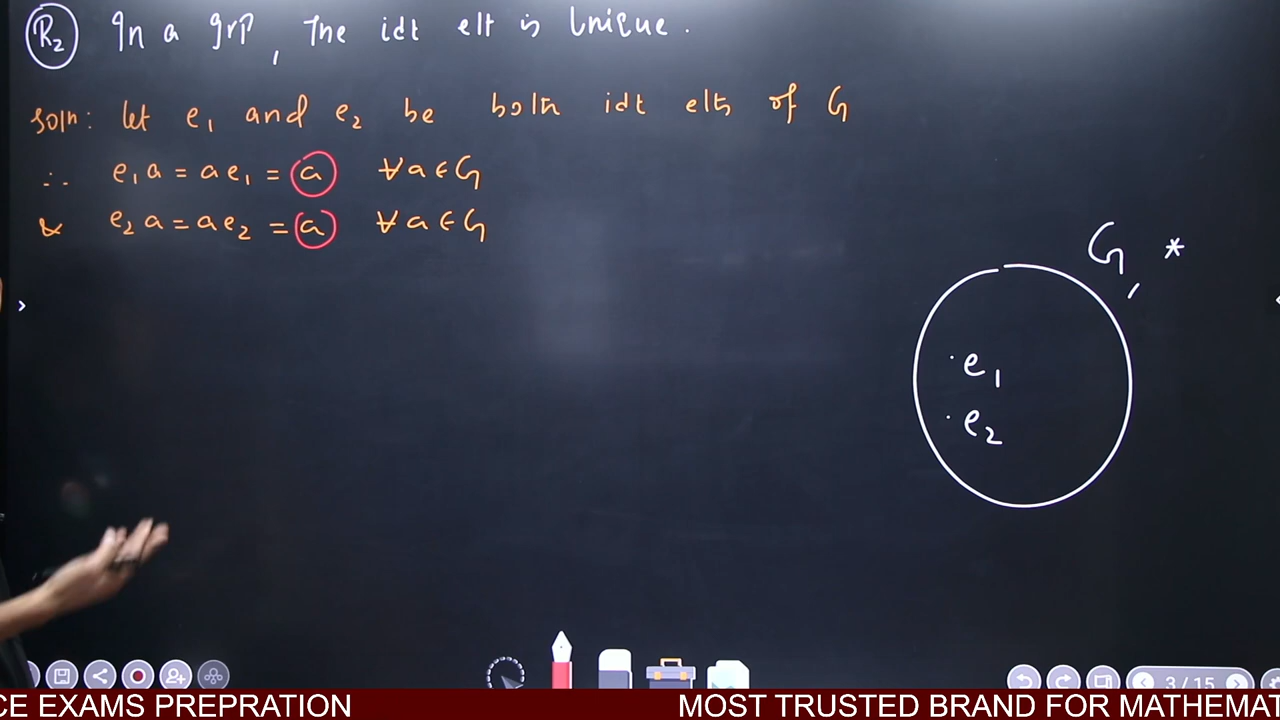 R2 In a grp, The idt elt is Unique.
Soln: let e1 and e2 be both idt elts of G
∴ e1a = ae1 = a ∀a∈G
& e2a = ae2 = a ∀a∈G
G, *
· e1
· e2
3 / 15
CE EXAMS PREPRATION MOST TRUSTED BRAND FOR MATHEMAT